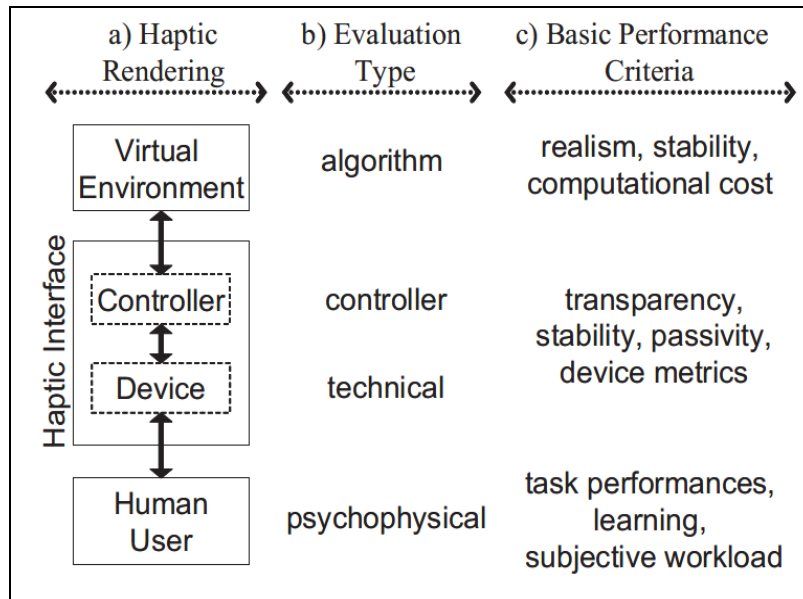 a) Haptic
Rendering
b) Evaluation
Type
c) Basic Performance
Criteria
Virtual
Environment
algorithm
realism, stability,
computational cost
Haptic Interface
Controller
controller
transparency,
stability, passivity,
device metrics
Device
technical
Human
User
psychophysical
task performances,
learning,
subjective workload